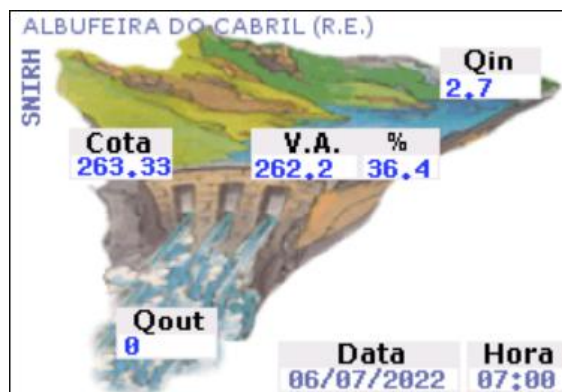 ALBUFEIRA DO CABRIL (R.E.)
SNIRH
Qin
2.7
Cota
263.33
V.A. %
262.2 36.4
Qout
0
Data Hora
06/07/2022 07:00